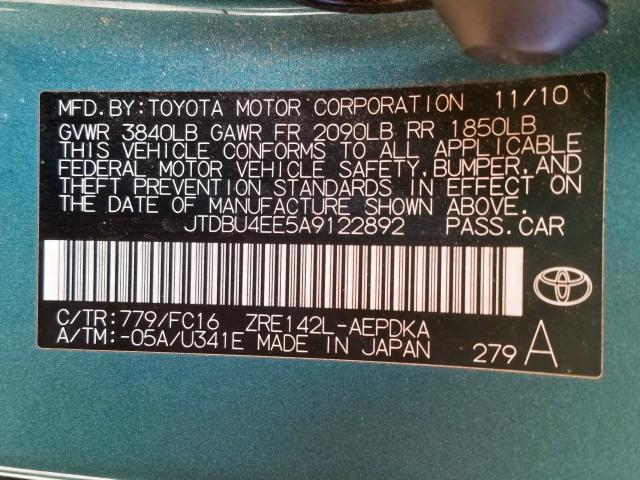 MFD.BY:TOYOTA MOTOR CORPORATION 11/10
GVWR 3840LB GAWR FR 2090LB RR 1850LB
THIS VEHICLE CONFORMS TO ALL APPLICABLE
FEDERAL MOTOR VEHICLE SAFETY,BUMPER,AND
THEFT PREVENTION STANDARDS IN EFFECT ON
THE DATE OF MANUFACTURE SHOWN ABOVE.
JTDBU4EE5A9122892 PASS.CAR
C/TR:779/FC16 ZRE142L-AEPDKA
A/TM:-05A/U341E MADE IN JAPAN 279 A